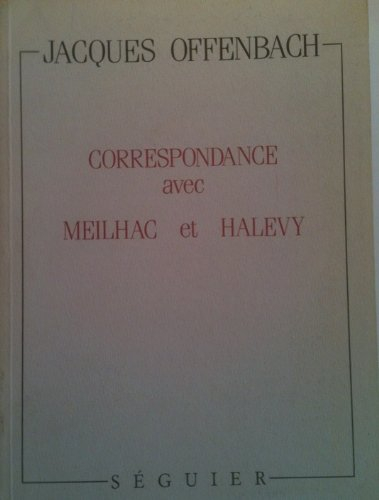 JACQUES OFFENBACH
CORRESPONDANCE
avec
MEILHAC et HALEVY
SÉGUIER